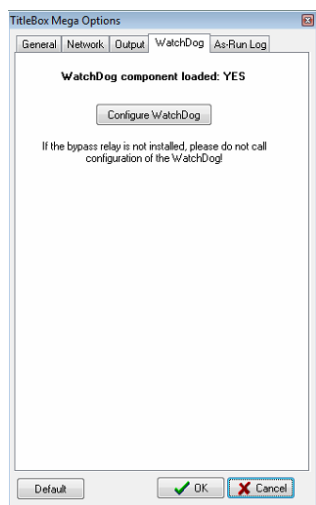 TitleBox Mega Options
General Network Output WatchDog As-Run Log
WatchDog component loaded: YES
Configure WatchDog
If the bypass relay is not installed, please do not call
configuration of the WatchDog!
Default OK Cancel